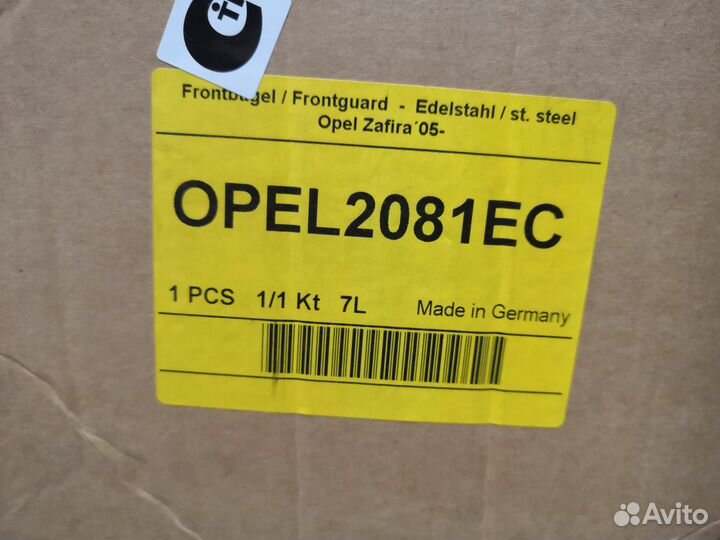 Frontbügel / Frontguard - Edelstahl / st. steel
Opel Zafira´05-
OPEL2081EC
1 PCS 1/1 Kt 7L Made in Germany
Avito